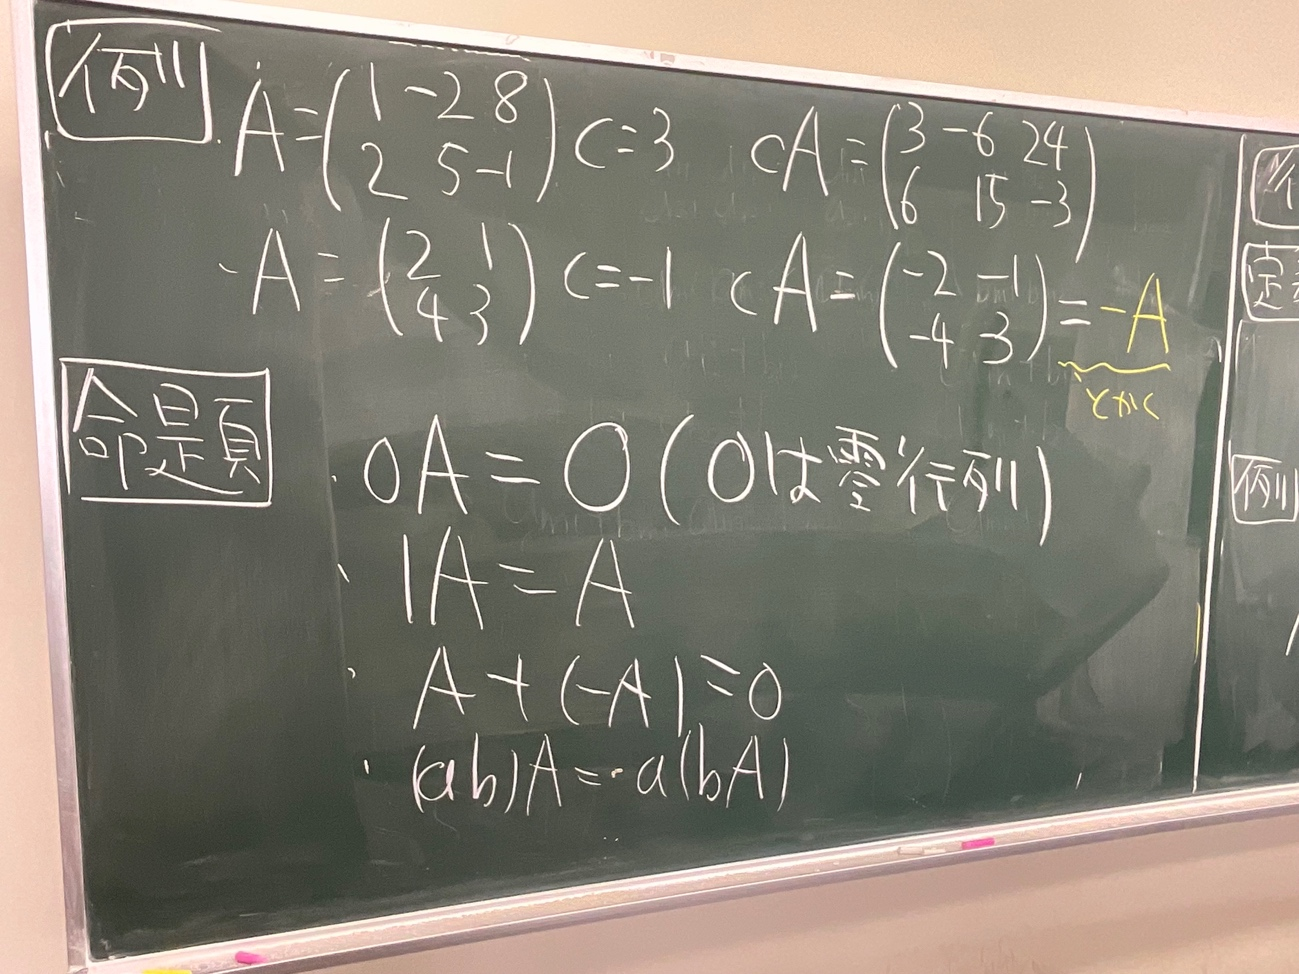 例
・A=(1 -2 8
2 5 -1) c=3 cA=(3 -6 24
6 15 -3)
・A=(2 1
4 3) c=-1 cA=(-2 -1
-4 3)=-A
とかく
命題
・0A=O(Oは零行列)
・1A=A
・A+(-A)=0
・(ab)A=a(bA)
定
例